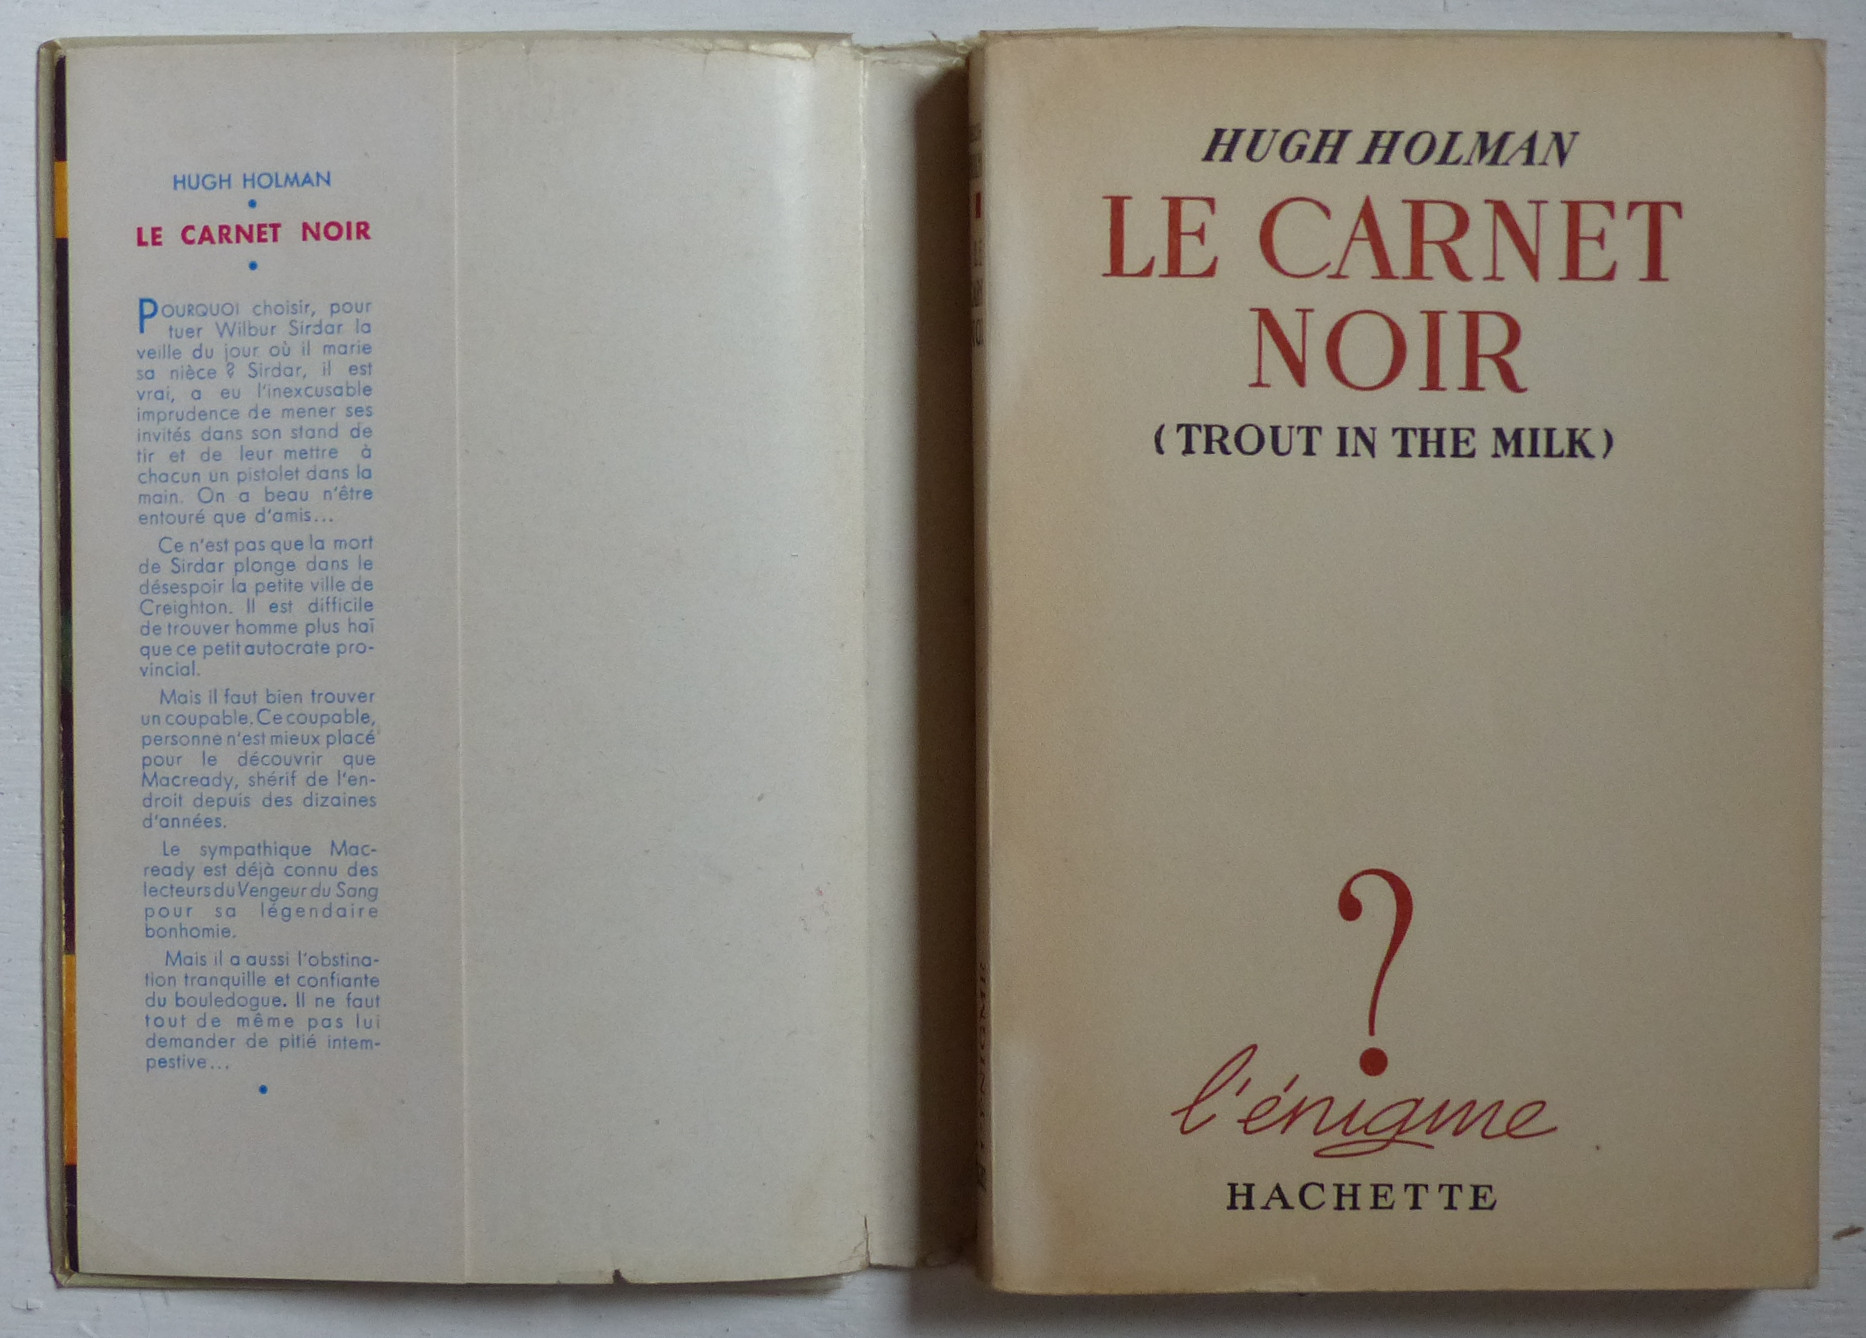 HUGH HOLMAN
•
LE CARNET NOIR
•
POURQUOI choisir, pour
tuer Wilbur Sirdar la
veille du jour où il marie
sa nièce ? Sirdar, il est
vrai, a eu l'inexcusable
imprudence de mener ses
invités dans son stand de
tir et de leur mettre à
chacun un pistolet dans la
main. On a beau n'être
entouré que d'amis...
Ce n'est pas que la mort
de Sirdar plonge dans le
désespoir la petite ville de
Creighton. Il est difficile
de trouver homme plus haï
que ce petit autocrate pro-
vincial.
Mais il faut bien trouver
un coupable. Ce coupable,
personne n'est mieux placé
pour le découvrir que
Macready, shérif de l'en-
droit depuis des dizaines
d'années.
Le sympathique Mac-
ready est déjà connu des
lecteurs du Vengeur du Sang
pour sa légendaire
bonhomie.
Mais il a aussi l'obstina-
tion tranquille et confiante
du bouledogue. Il ne faut
tout de même pas lui
demander de pitié intem-
pestive...
•
HUGH HOLMAN
LE CARNET
NOIR
(TROUT IN THE MILK)
?
l'énigme
HACHETTE